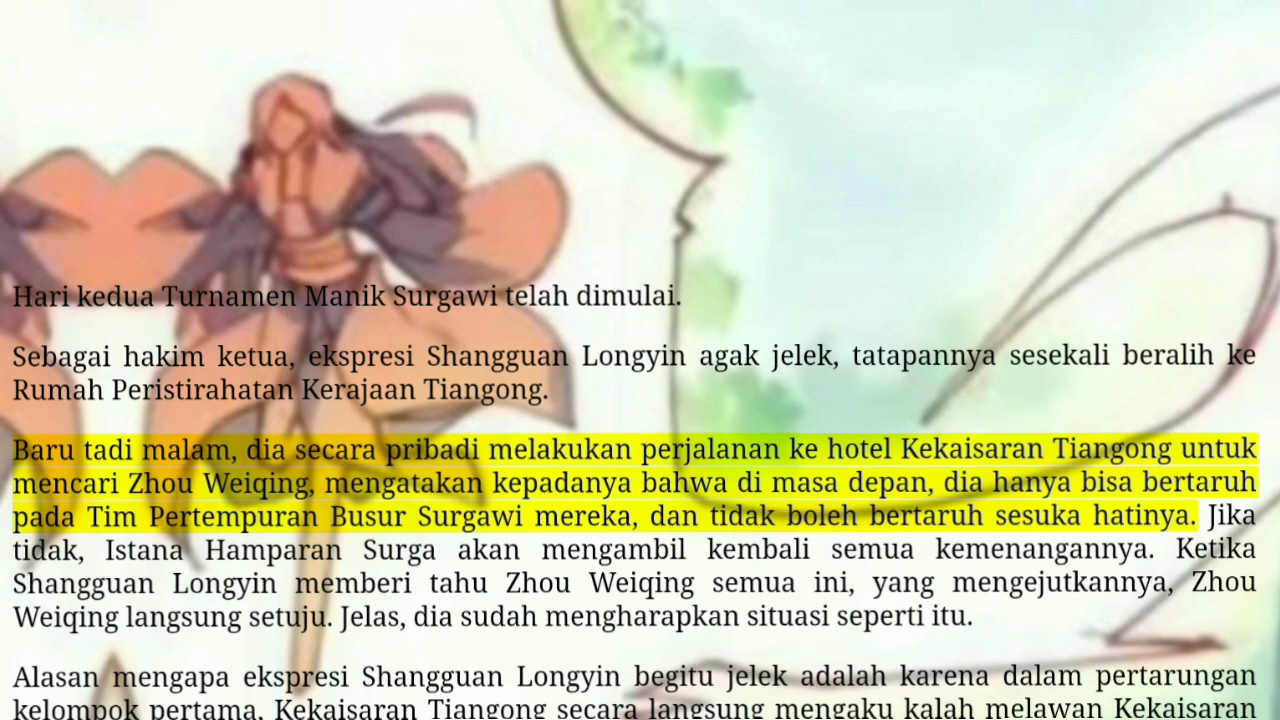 Hari kedua Turnamen Manik Surgawi telah dimulai.
Sebagai hakim ketua, ekspresi Shangguan Longyin agak jelek, tatapannya sesekali beralih ke
Rumah Peristirahatan Kerajaan Tiangong.
Baru tadi malam, dia secara pribadi melakukan perjalanan ke hotel Kekaisaran Tiangong untuk
mencari Zhou Weiqing, mengatakan kepadanya bahwa di masa depan, dia hanya bisa bertaruh
pada Tim Pertempuran Busur Surgawi mereka, dan tidak boleh bertaruh sesuka hatinya. Jika
tidak, Istana Hamparan Surga akan mengambil kembali semua kemenangannya. Ketika
Shangguan Longyin memberi tahu Zhou Weiqing semua ini, yang mengejutkannya, Zhou
Weiqing langsung setuju. Jelas, dia sudah mengharapkan situasi seperti itu.
Alasan mengapa ekspresi Shangguan Longyin begitu jelek adalah karena dalam pertarungan
kelompok pertama, Kekaisaran Tiangong secara langsung mengaku kalah melawan Kekaisaran